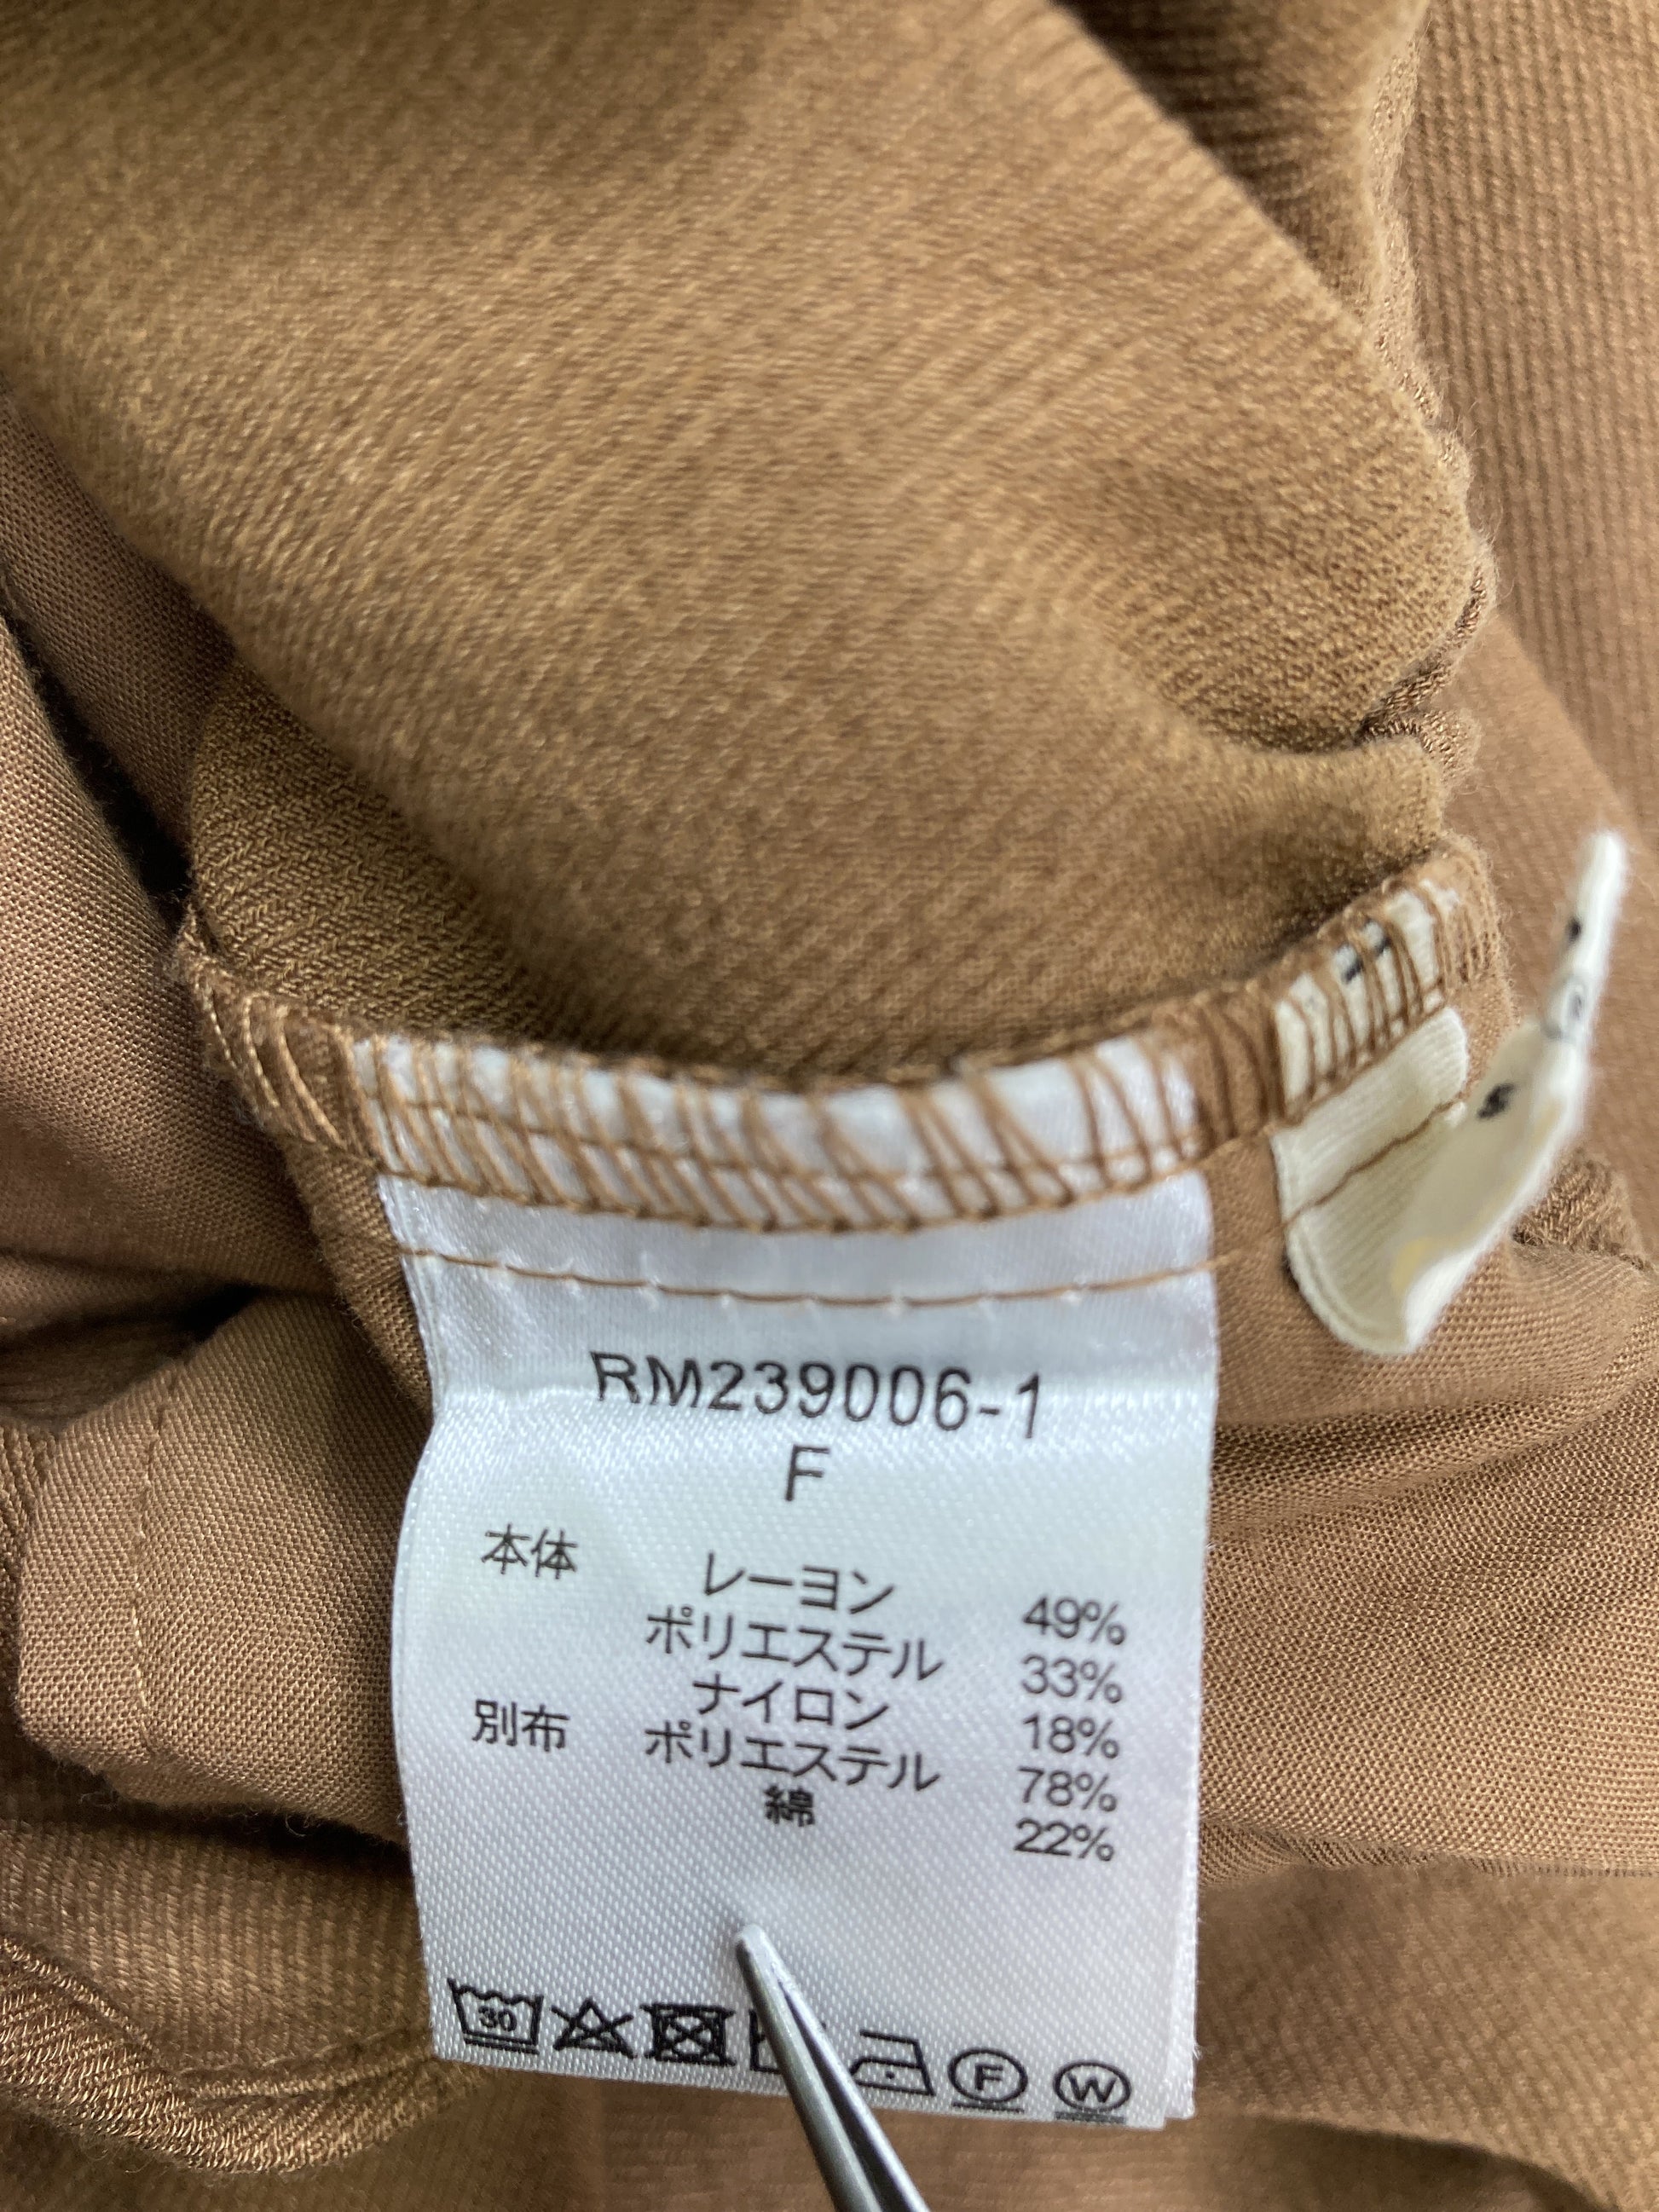 RM239006-1
F
本体 レーヨン 49%
ポリエステル 33%
ナイロン 18%
別布 ポリエステル 78%
綿 22%
30
F
W